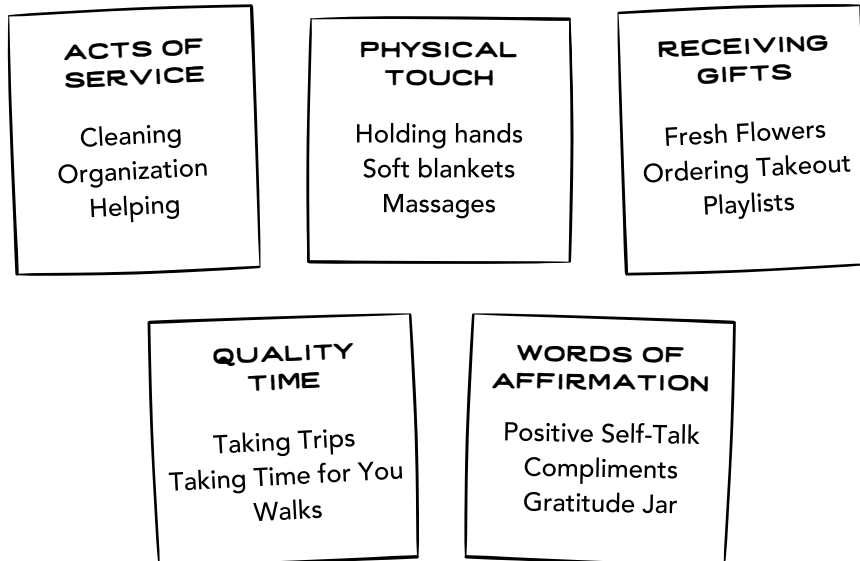 ACTS OF
SERVICE
Cleaning
Organization
Helping
PHYSICAL
TOUCH
Holding hands
Soft blankets
Massages
RECEIVING
GIFTS
Fresh Flowers
Ordering Takeout
Playlists
QUALITY
TIME
Taking Trips
Taking Time for You
Walks
WORDS OF
AFFIRMATION
Positive Self-Talk
Compliments
Gratitude Jar